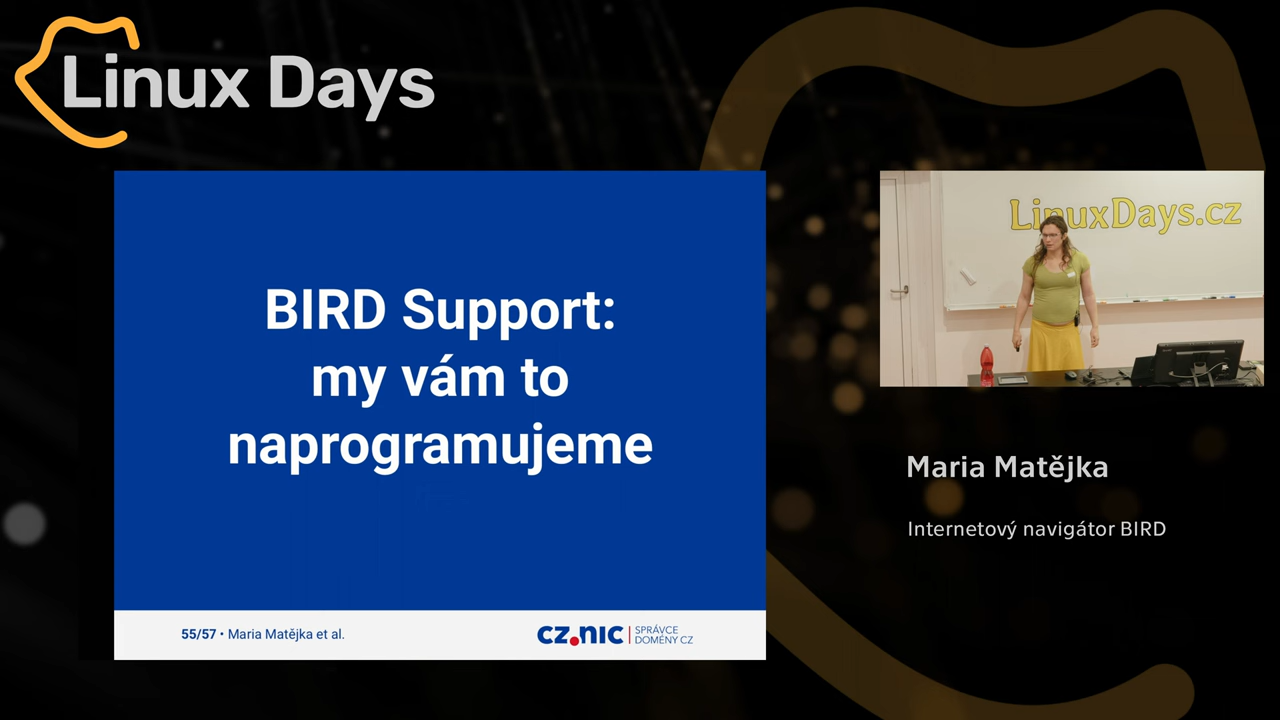 Linux Days
BIRD Support:
my vám to
naprogramujeme
55/57 • Maria Matějka et al.
CZ.NIC | SPRÁVCE
DOMÉNY CZ
LinuxDays.cz
Maria Matějka
Internetový navigátor BIRD